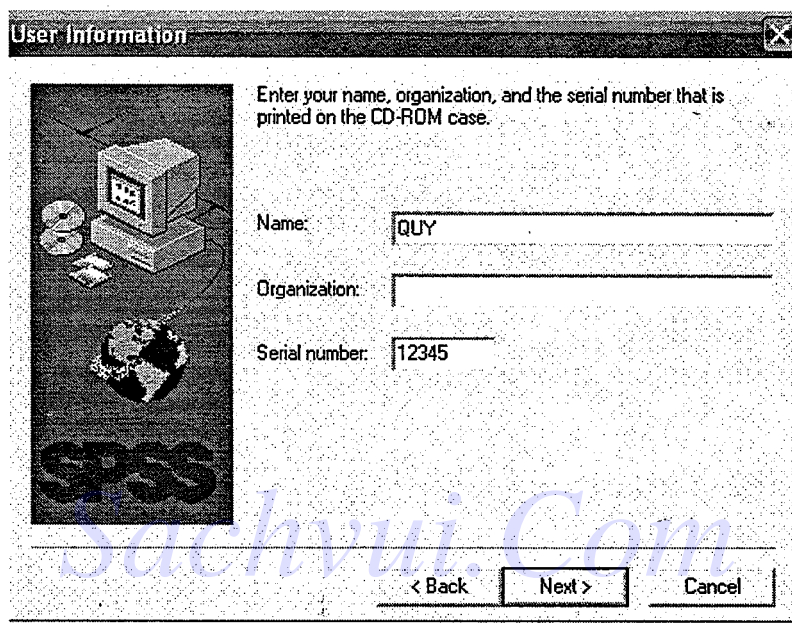 User Information
Enter your name, organization, and the serial number that is
printed on the CD-ROM case.
Name: QUY
Organization:
Serial number: 12345
SPSS
Sachvui.Com
< Back Next > Cancel